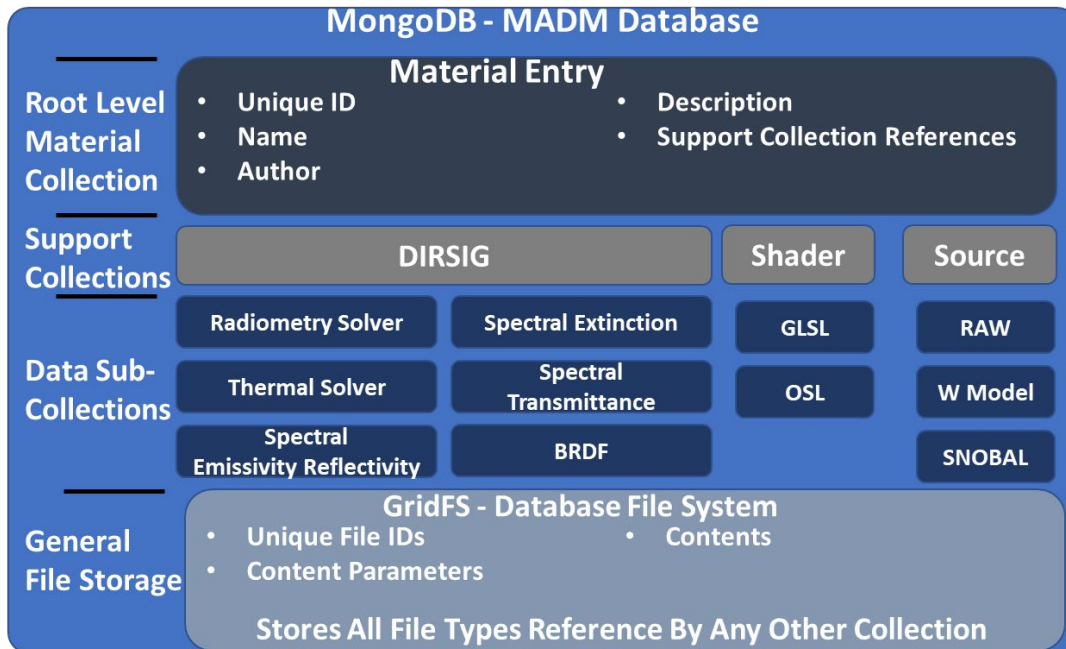 MongoDB - MADM Database
Root Level
Material
Collection
Material Entry
• Unique ID
• Name
• Author
• Description
• Support Collection References
Support
Collections
DIRSIG
Shader
Source
Data Sub-
Collections
Radiometry Solver
Spectral Extinction
GLSL
RAW
Thermal Solver
Spectral
Transmittance
OSL
W Model
Spectral
Emissivity Reflectivity
BRDF
SNOBAL
General
File Storage
GridFS - Database File System
• Unique File IDs
• Content Parameters
• Contents
Stores All File Types Reference By Any Other Collection